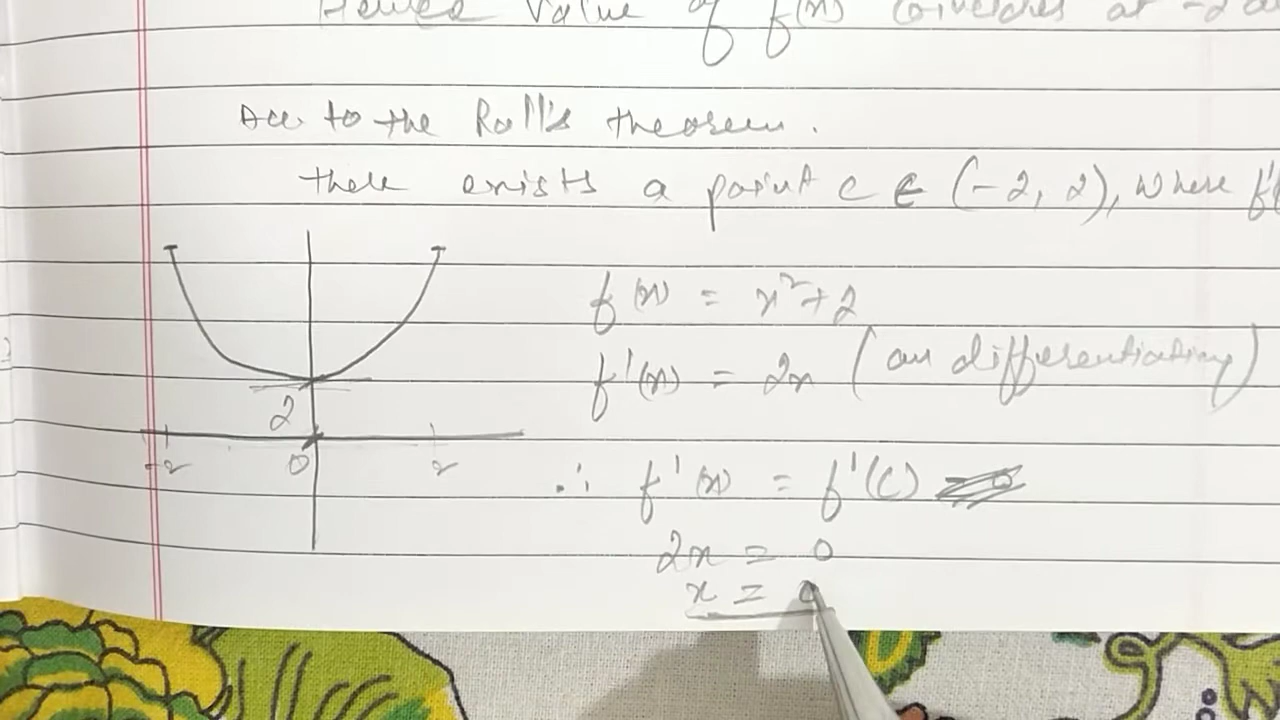 Hence Value of f(x) coincides at -2 a
Acc to the Roll's theorem.
there exists a point c ∈ (-2, 2), where f'(
f(x) = x²+2
f'(x) = 2x (on differentiating)
2
-2 0 2
∴ f'(x) = f'(c)
2x = 0
x = 0